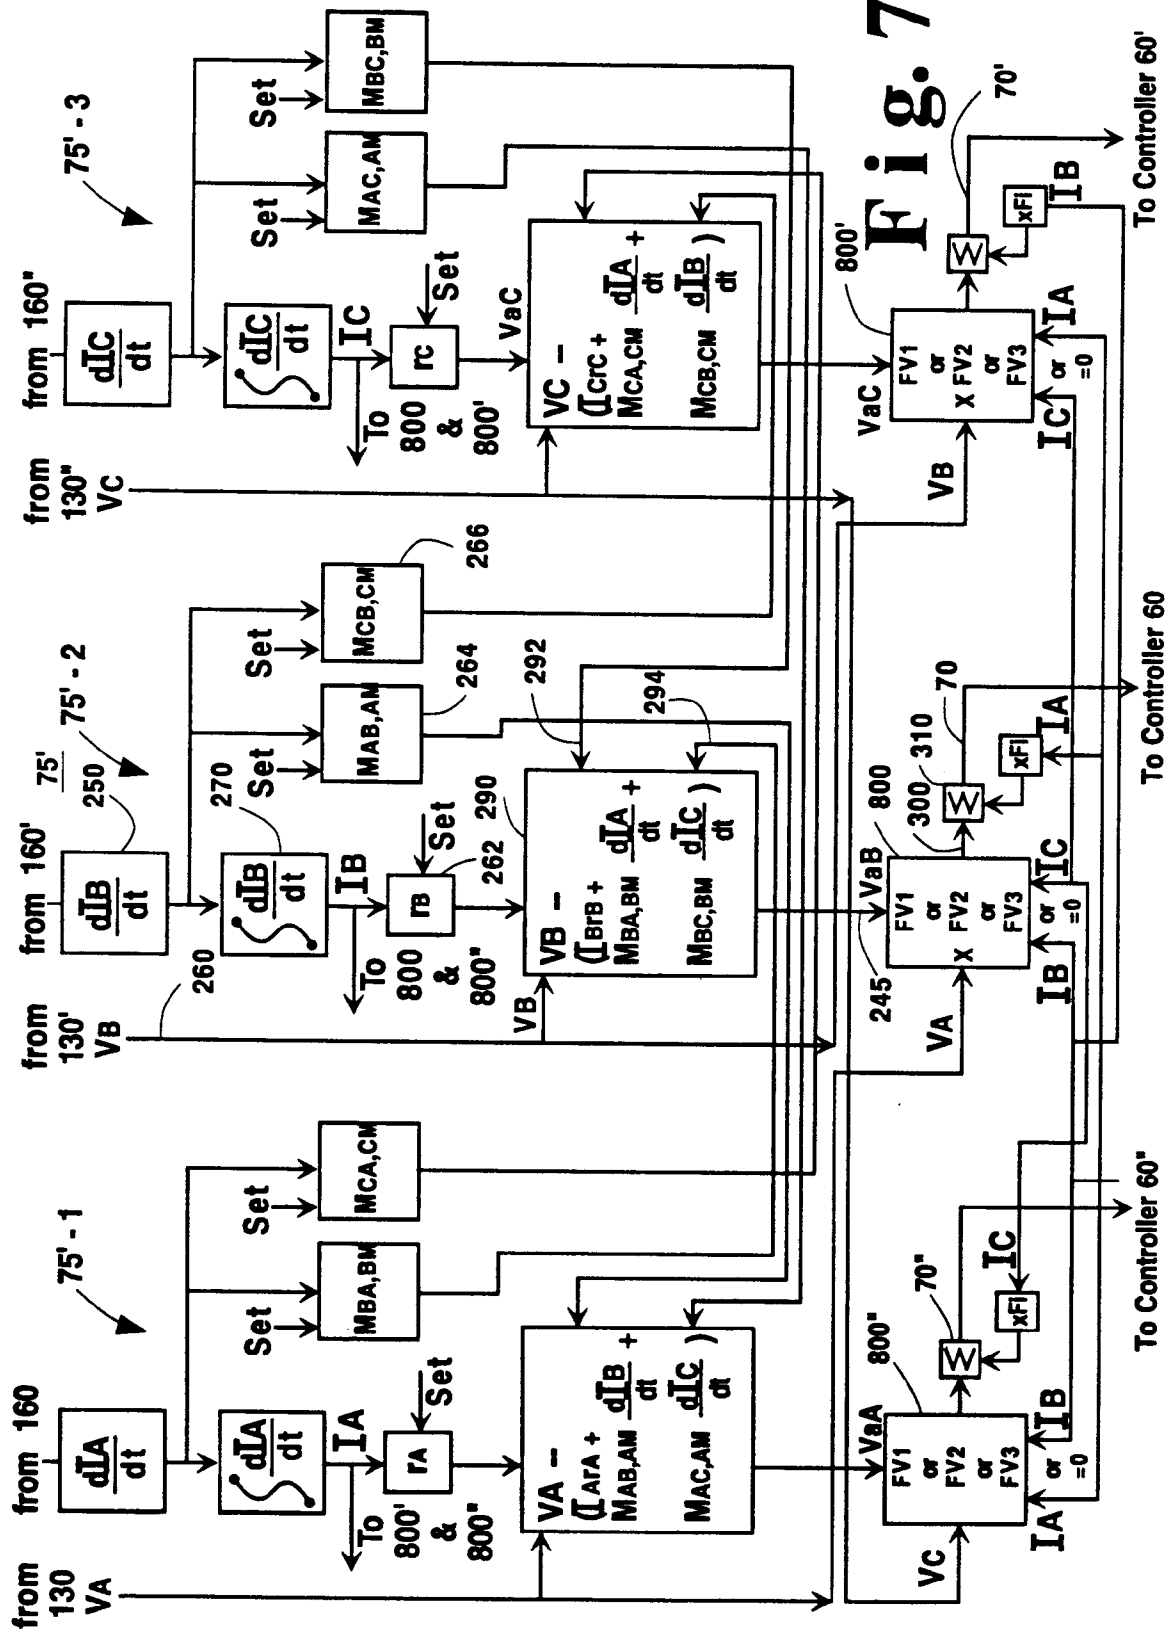 Fig. 7
75'
75' - 1
from 130
VA
from 160
dIA
dt
∫ dIA
dt
IA
To 800' & 800"
rA
Set
Set
MBA,BM
Set
MCA,CM
VA –
(IArA +
MAB,AM dIB +
dt
MAC,AM dIC )
dt
VaA
800"
FV1
or
FV2
or
FV3
VC
IA
or
=0
IB
W
70"
xFi
IC
To Controller 60"
75' - 2
from 130'
VB
260
from 160'
250
dIB
dt
270
∫ dIB
dt
IB
To 800 & 800"
rB
Set
262
Set
MAB,AM
264
Set
MCB,CM
266
VB
290
VB –
(IBrB +
MBA,BM dIA +
dt
MBC,BM dIC )
dt
292
294
245
VaB
800
FV1
or
X FV2
or
FV3
VA
IB
or
=0
IC
300
W
310
70
xFi
IA
To Controller 60
75' - 3
from 130"
VC
from 160"
dIC
dt
∫ dIC
dt
IC
To 800 & 800'
rC
Set
Set
MAC,AM
Set
MBC,BM
VaC
VC –
(ICrC +
MCA,CM dIA +
dt
MCB,CM dIB )
dt
VaC
800'
FV1
or
X FV2
or
FV3
VB
IC
or
=0
IA
W
70'
xFi
IB
To Controller 60'